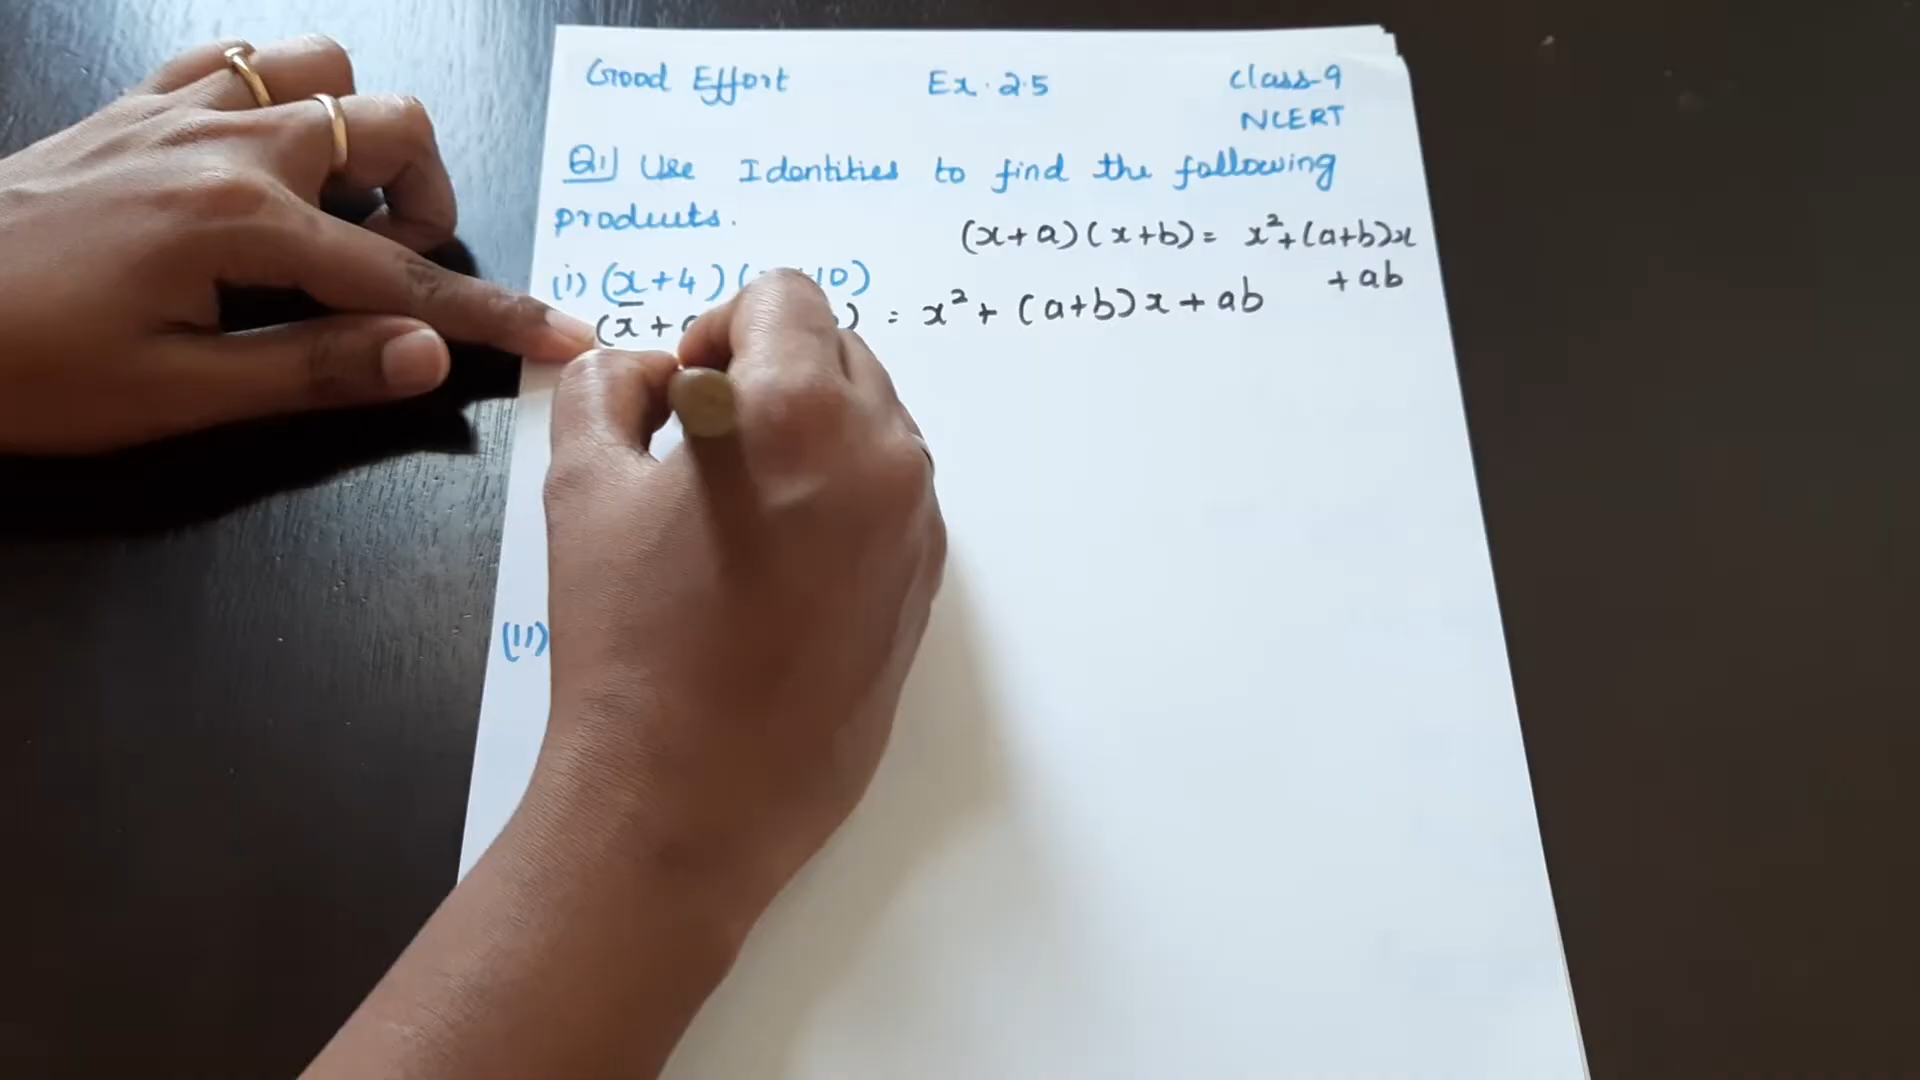 Good Effort Ex. 2.5 Class-9
NCERT
Q1) Use Identities to find the following
products.
(x+a)(x+b) = x²+(a+b)x
+ab
(i) (x+4)( +10)
(x+ ) = x²+ (a+b)x+ab
(ii)